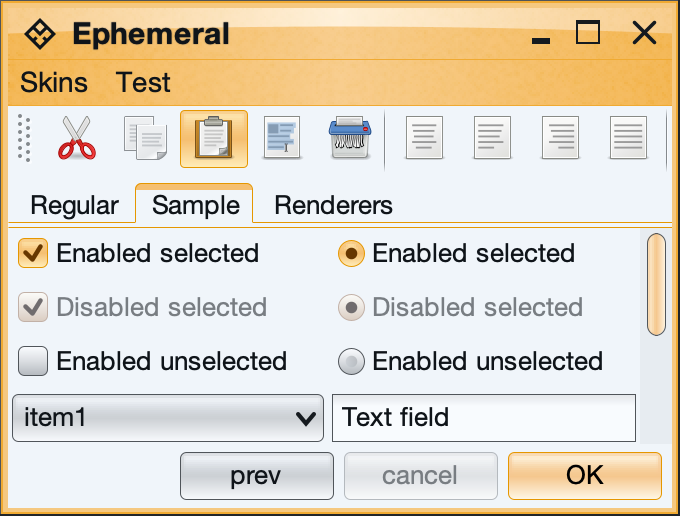 Ephemeral
Skins Test
Regular Sample Renderers
Enabled selected Enabled selected
Disabled selected Disabled selected
Enabled unselected Enabled unselected
item1 Text field
prev cancel OK